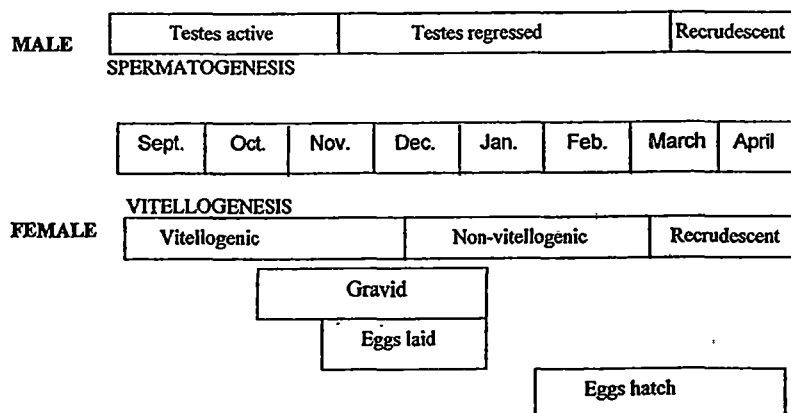 Testes active Testes regressed Recrudescent
MALE
SPERMATOGENESIS
Sept. Oct. Nov. Dec. Jan. Feb. March April
VITELLOGENESIS
FEMALE Vitellogenic Non-vitellogenic Recrudescent
Gravid
Eggs laid
Eggs hatch